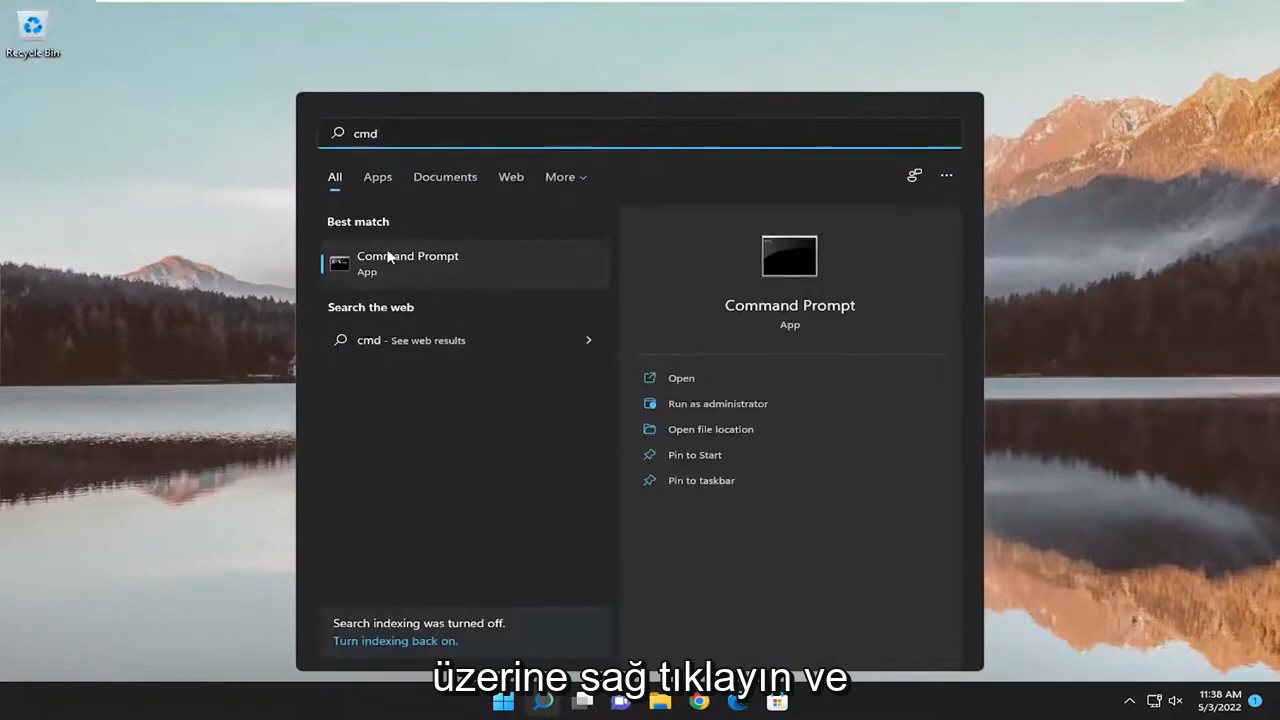 Recycle Bin
cmd
All Apps Documents Web More
Best match
Command Prompt
App
Search the web
cmd - See web results
Command Prompt
App
Open
Run as administrator
Open file location
Pin to Start
Pin to taskbar
Search indexing was turned off.
Turn indexing back on.
üzerine sağ tıklayın ve
11:38 AM
5/3/2022
1